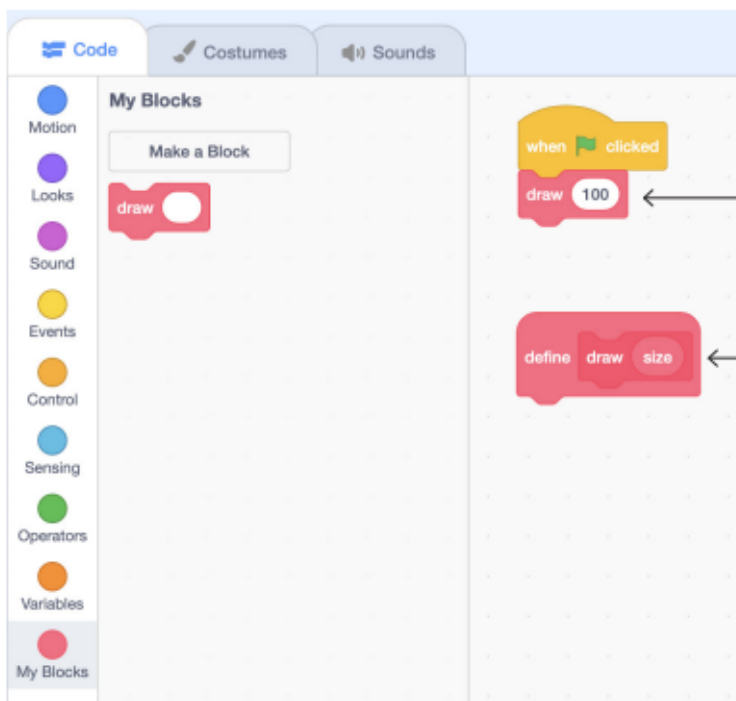 Code
Costumes
Sounds
Motion
Looks
Sound
Events
Control
Sensing
Operators
Variables
My Blocks
My Blocks
Make a Block
draw
when clicked
draw 100
define draw size